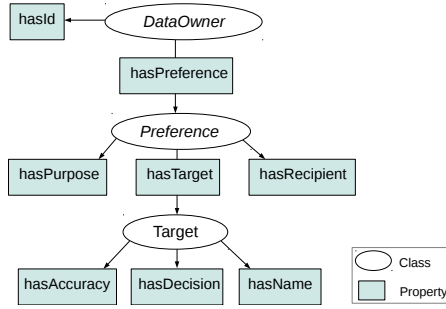 hasId
DataOwner
hasPreference
Preference
hasPurpose
hasTarget
hasRecipient
Target
hasAccuracy
hasDecision
hasName
Class
Property